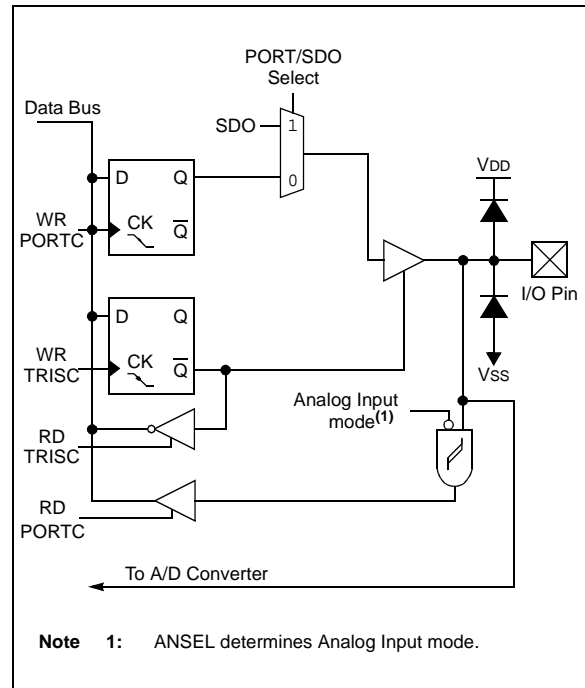 PORT/SDO
Select
Data Bus
SDO
1
0
VDD
D
Q
WR
PORTC
CK
Q̅
I/O Pin
D
Q
WR
TRISC
CK
Q̅
VSS
Analog Input
mode(1)
RD
TRISC
RD
PORTC
To A/D Converter
Note 1: ANSEL determines Analog Input mode.